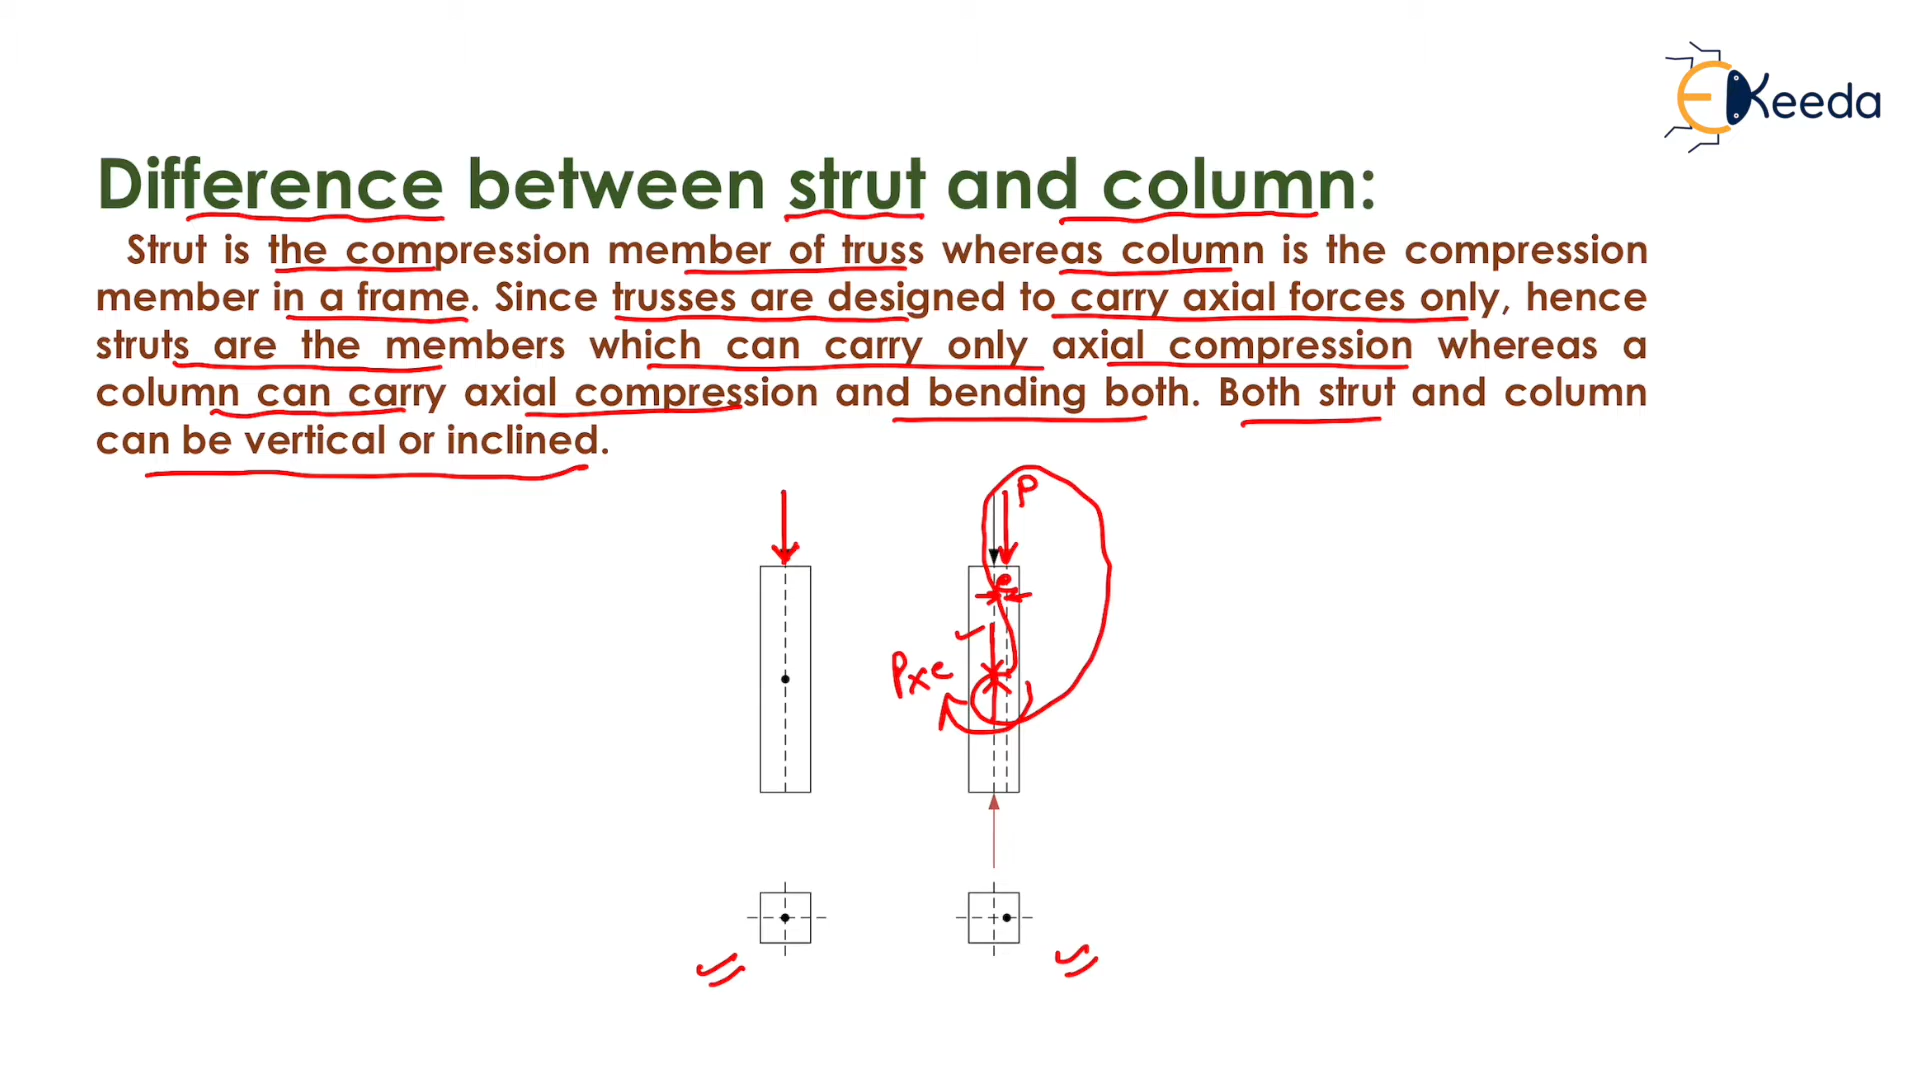 EKeeda
Difference between strut and column:
Strut is the compression member of truss whereas column is the compression
member in a frame. Since trusses are designed to carry axial forces only, hence
struts are the members which can carry only axial compression whereas a
column can carry axial compression and bending both. Both strut and column
can be vertical or inclined.
P
e
P×e